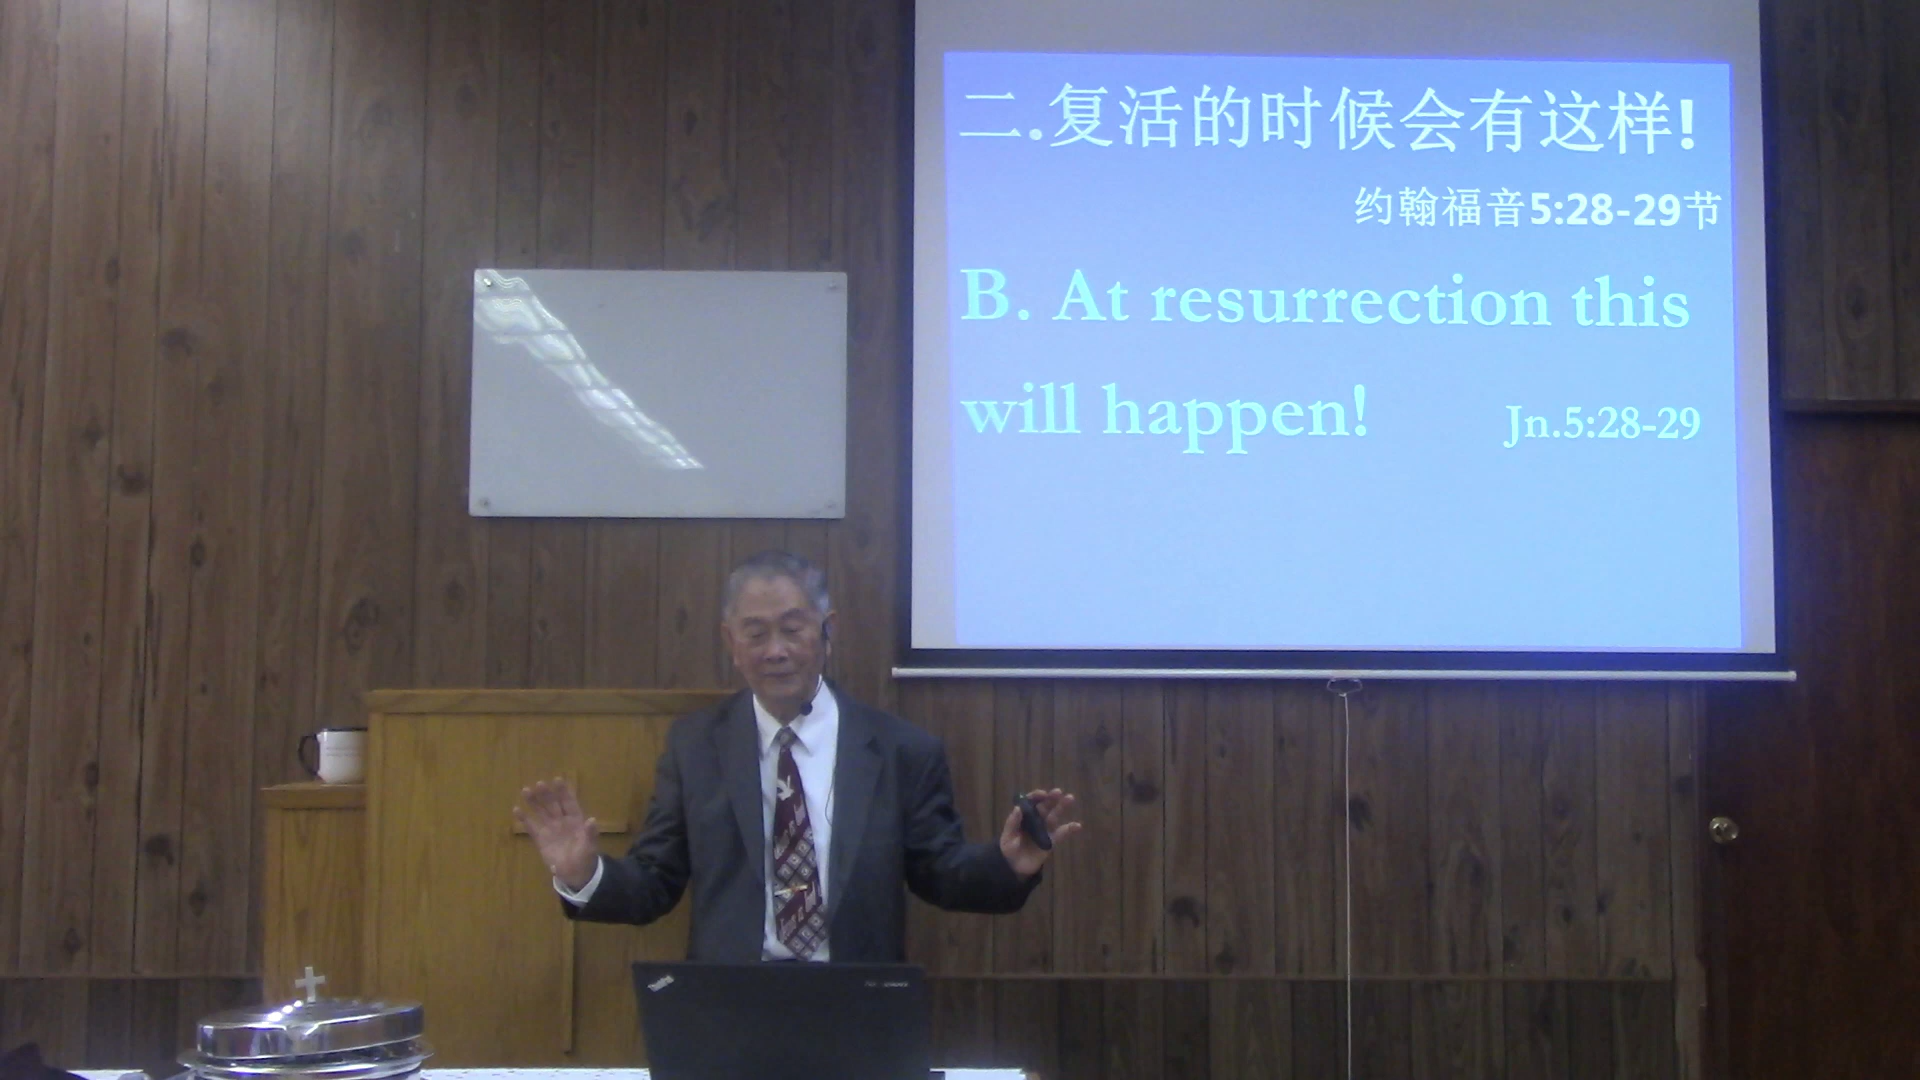 二.复活的时候会有这样!
约翰福音5:28-29节
B. At resurrection this
will happen!
Jn.5:28-29
ThinkPad